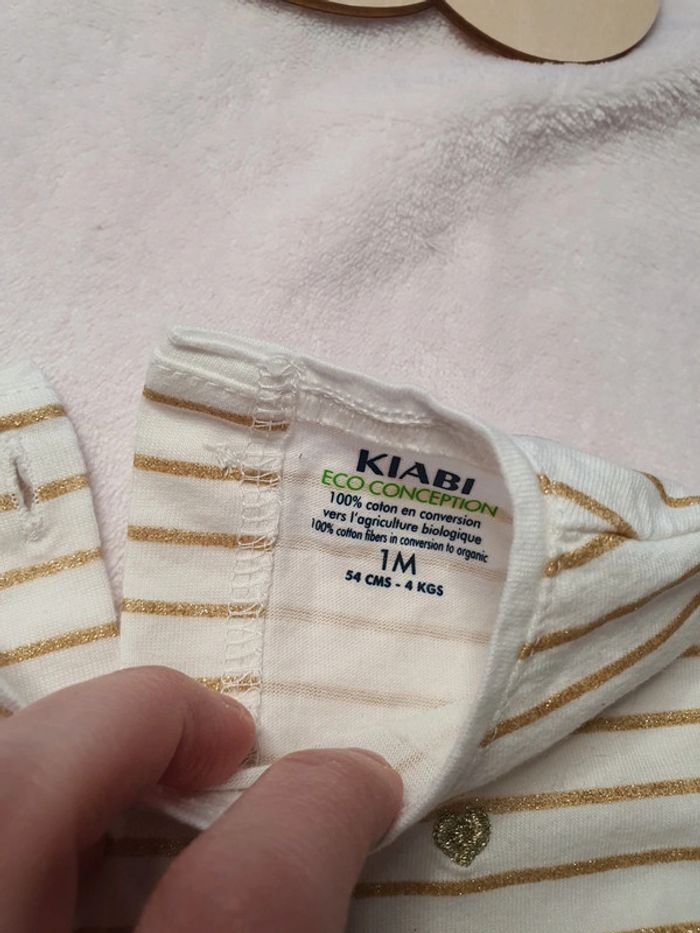 KIABI
ECO CONCEPTION
100% coton en conversion
vers l'agriculture biologique
100% cotton fibers in conversion to organic
1M
54 CMS - 4 KGS